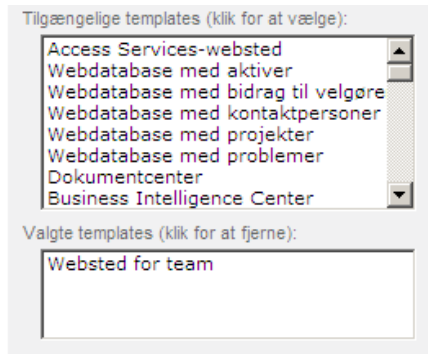 Tilgængelige templates (klik for at vælge):
Access Services-websted
Webdatabase med aktiver
Webdatabase med bidrag til velgøre
Webdatabase med kontaktpersoner
Webdatabase med projekter
Webdatabase med problemer
Dokumentcenter
Business Intelligence Center
Valgte templates (klik for at fjerne):
Websted for team